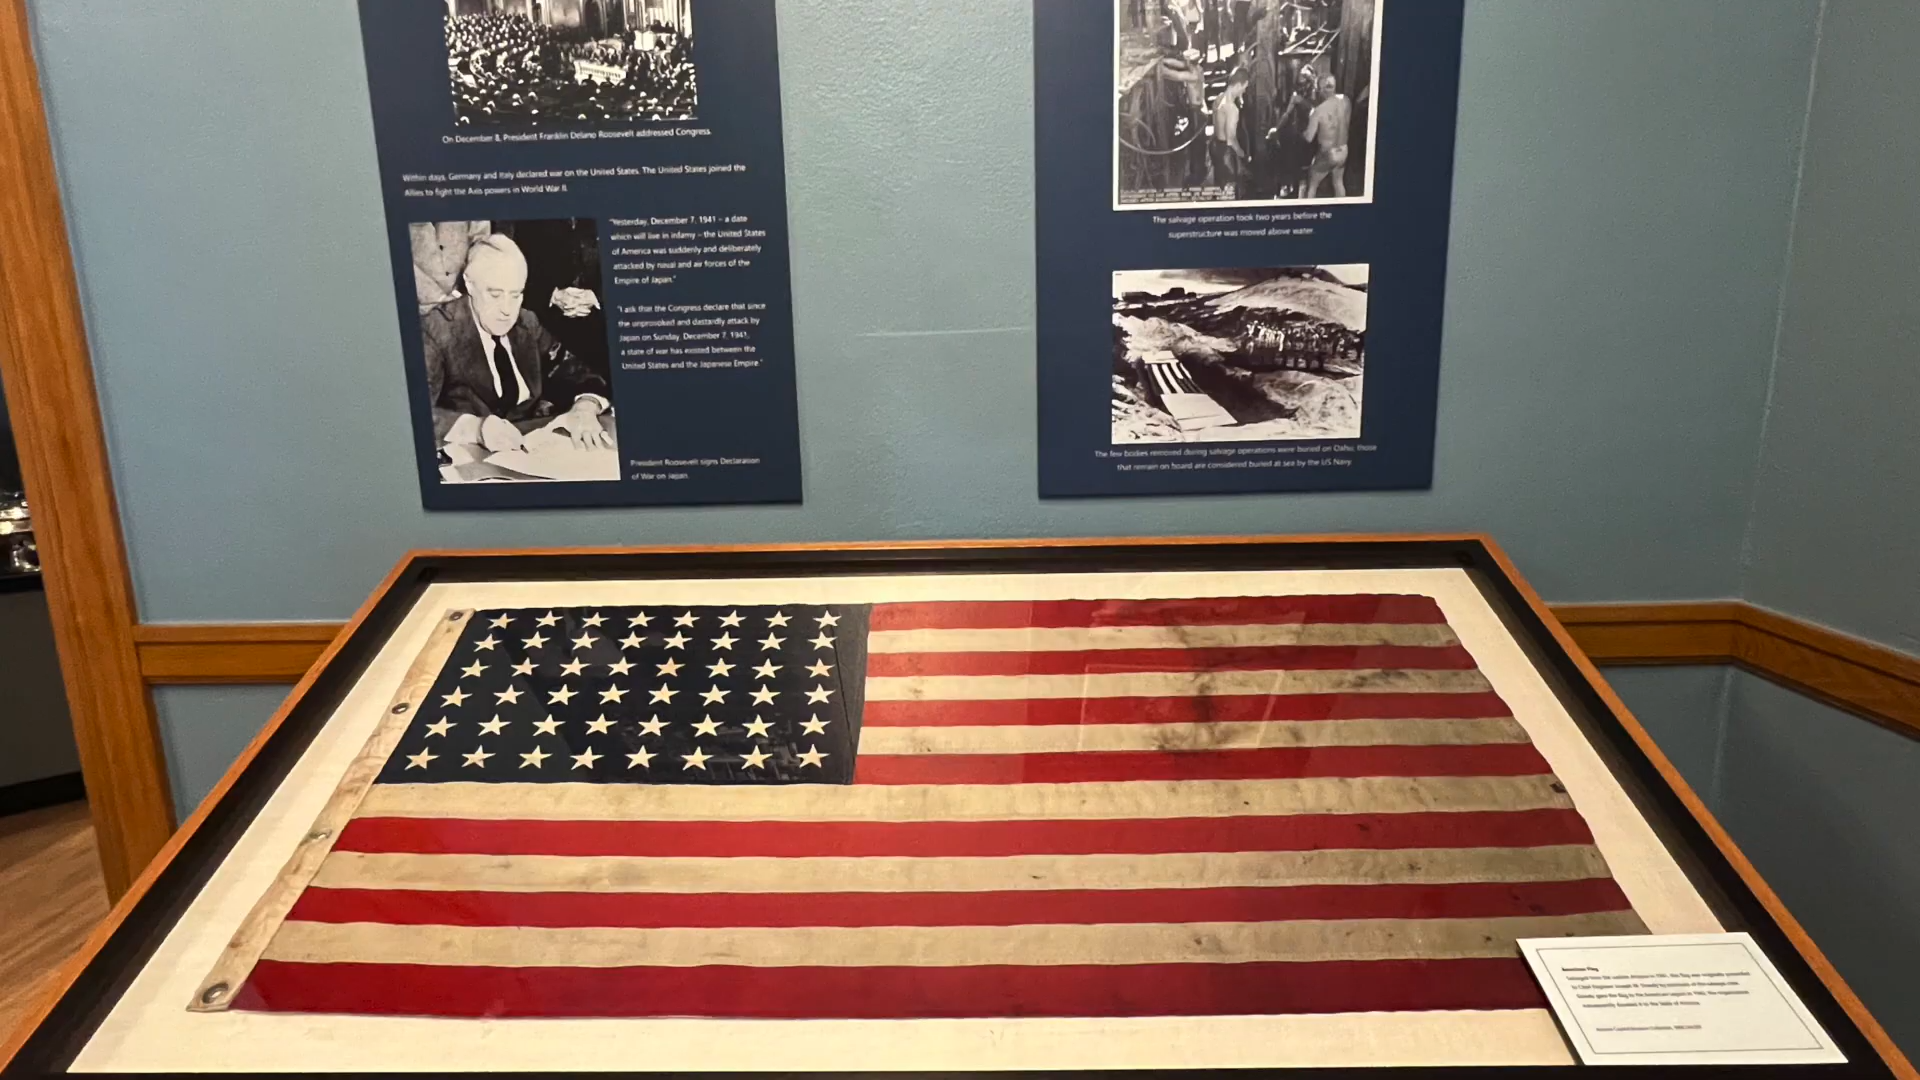 On December 8, President Franklin Delano Roosevelt addressed Congress.
Within days, Germany and Italy declared war on the United States. The United States joined the
Allies to fight the Axis powers in World War II.
"Yesterday, December 7, 1941 – a date
which will live in infamy – the United States
of America was suddenly and deliberately
attacked by naval and air forces of the
Empire of Japan."
"I ask that the Congress declare that since
the unprovoked and dastardly attack by
Japan on Sunday, December 7, 1941,
a state of war has existed between the
United States and the Japanese Empire."
President Roosevelt signs Declaration
of War on Japan.
The salvage operation took two years before the
superstructure was moved above water.
The few bodies removed during salvage operations were buried on Oahu; those
that remain on board are considered buried at sea by the US Navy.
American Flag